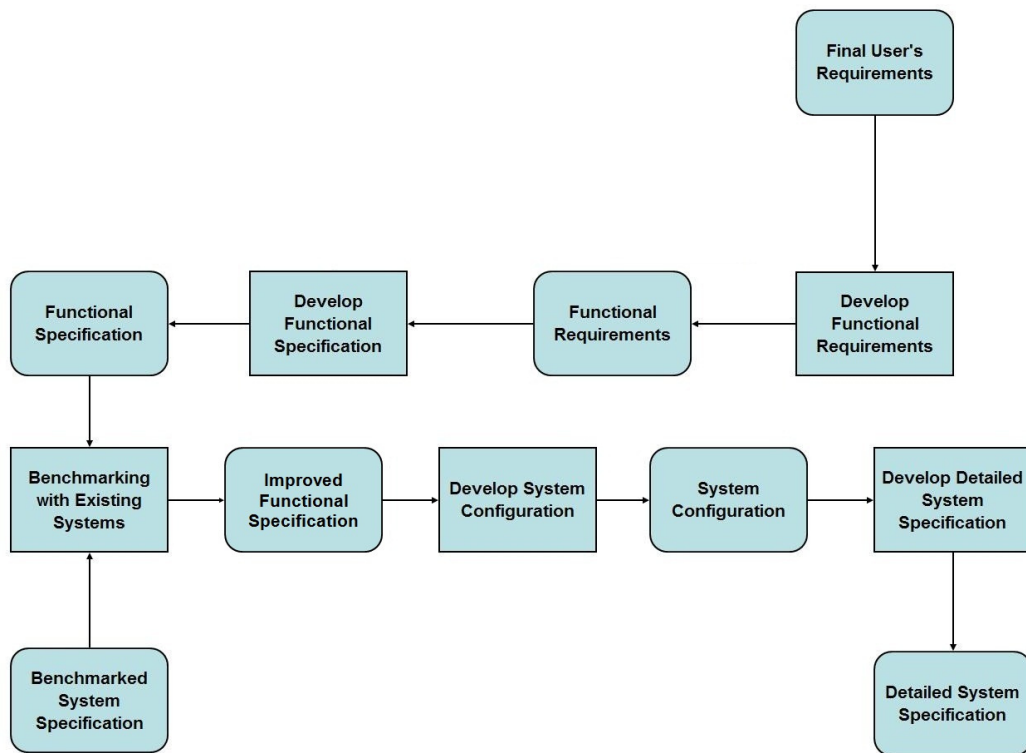 Final User's
Requirements
Functional
Specification
Develop
Functional
Specification
Functional
Requirements
Develop
Functional
Requirements
Benchmarking
with Existing
Systems
Improved
Functional
Specification
Develop System
Configuration
System
Configuration
Develop Detailed
System
Specification
Benchmarked
System
Specification
Detailed System
Specification